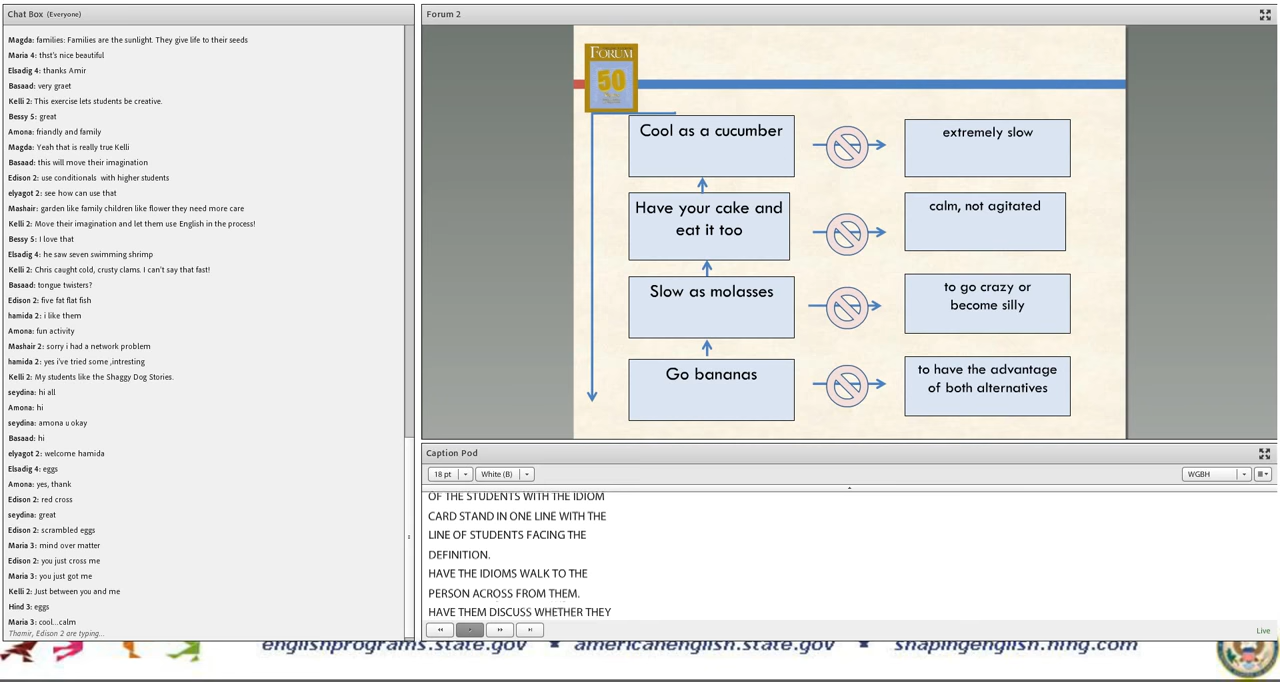 Chat Box (Everyone)
Magda: families: Families are the sunlight. They give life to their seeds
Maria 4: thst's nice beautiful
Elsadig 4: thanks Amir
Basaad: very graet
Kelli 2: This exercise lets students be creative.
Bessy 5: great
Amona: friandly and family
Magda: Yeah that is really true Kelli
Basaad: this will move their imagination
Edison 2: use conditionals with higher students
elyagot 2: see how can use that
Mashair: garden like family children like flower they need more care
Kelli 2: Move their imagination and let them use English in the process!
Bessy 5: I love that
Elsadig 4: he saw seven swimming shrimp
Kelli 2: Chris caught cold, crusty clams. I can't say that fast!
Basaad: tongue twisters?
Edison 2: five fat flat fish
hamida 2: i like them
Amona: fun activity
Mashair 2: sorry i had a network problem
hamida 2: yes i've tried some ,intresting
Kelli 2: My students like the Shaggy Dog Stories.
seydina: hi all
Amona: hi
seydina: amona u okay
Basaad: hi
elyagot 2: welcome hamida
Elsadig 4: eggs
Amona: yes, thank
Edison 2: red cross
seydina: great
Edison 2: scrambled eggs
Maria 3: mind over matter
Edison 2: you just cross me
Maria 3: you just got me
Kelli 2: Just between you and me
Hind 3: eggs
Maria 3: cool...calm
Thamir, Edison 2 are typing...
Forum 2
FORUM
50
Cool as a cucumber
extremely slow
Have your cake and
eat it too
calm, not agitated
Slow as molasses
to go crazy or
become silly
Go bananas
to have the advantage
of both alternatives
Caption Pod
18 pt
White (B)
WGBH
OF THE STUDENTS WITH THE IDIOM
CARD STAND IN ONE LINE WITH THE
LINE OF STUDENTS FACING THE
DEFINITION.
HAVE THE IDIOMS WALK TO THE
PERSON ACROSS FROM THEM.
HAVE THEM DISCUSS WHETHER THEY
Live
englishprograms.state.gov ▪ americanenglish.state.gov ▪ shapingenglish.ning.com